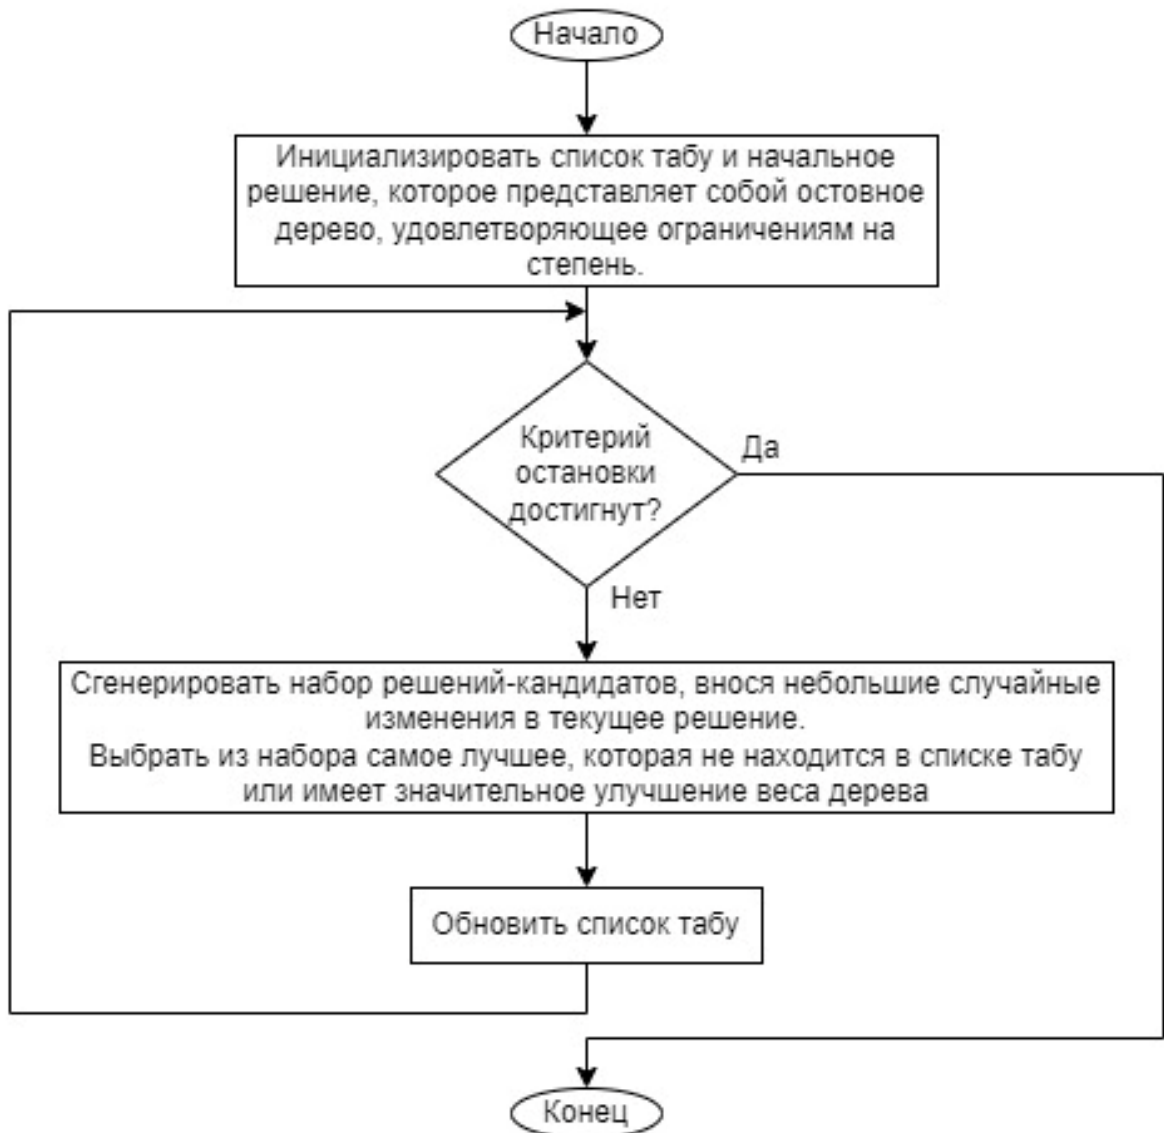 Начало
Инициализировать список табу и начальное
решение, которое представляет собой остовное
дерево, удовлетворяющее ограничениям на
степень.
Критерий
остановки
достигнут?
Да
Нет
Сгенерировать набор решений-кандидатов, внося небольшие случайные
изменения в текущее решение.
Выбрать из набора самое лучшее, которая не находится в списке табу
или имеет значительное улучшение веса дерева
Обновить список табу
Конец